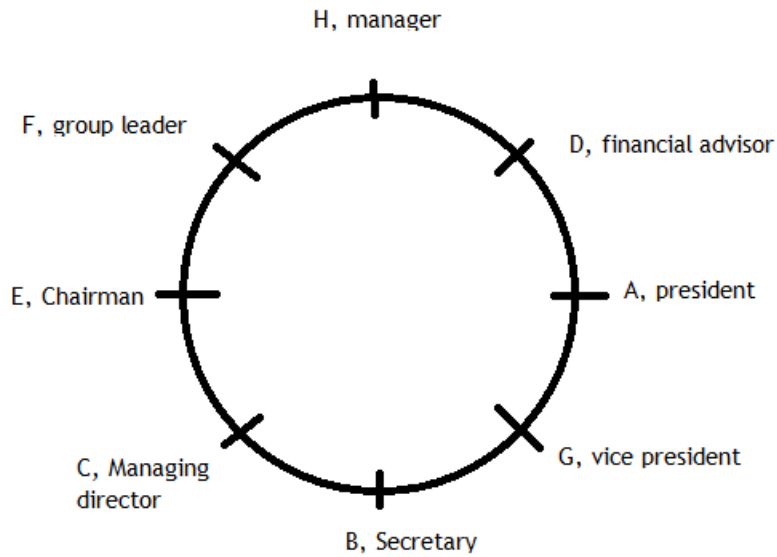 H, manager
F, group leader
D, financial advisor
E, Chairman
A, president
C, Managing
director
G, vice president
B, Secretary